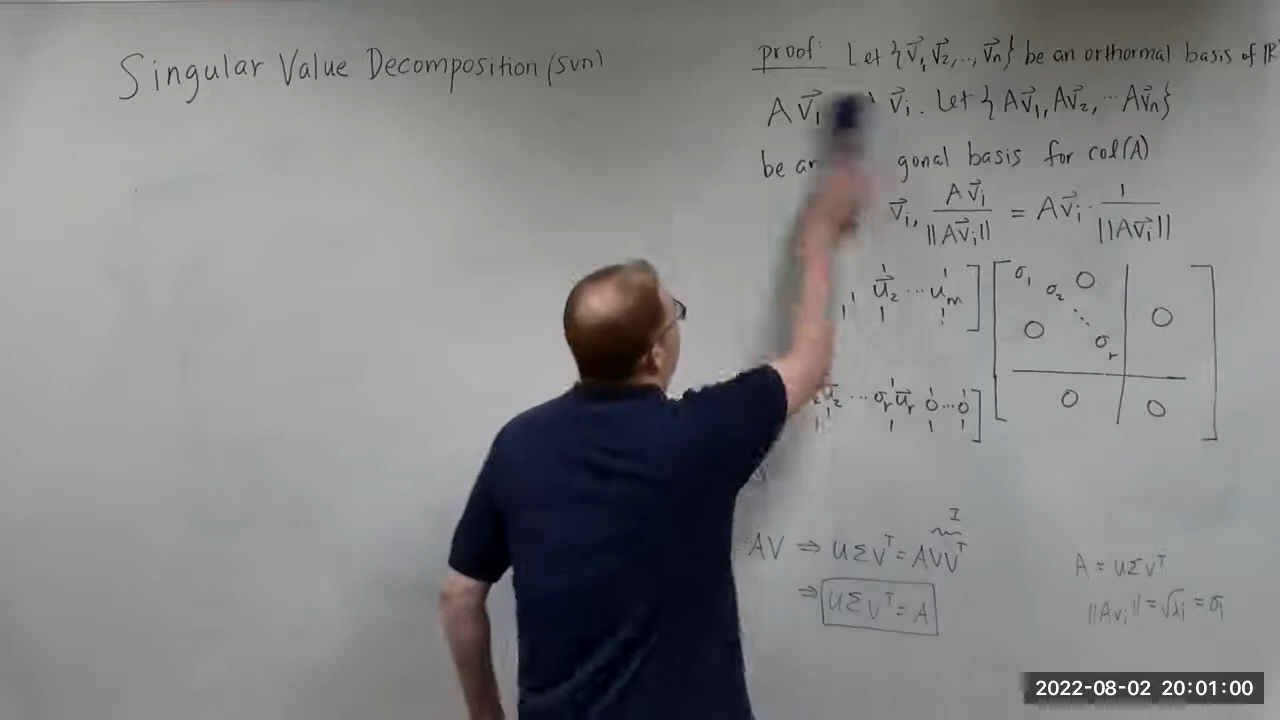 Singular Value Decomposition (SVD)
proof: Let {v⃗₁, v⃗₂, .., v⃗ₙ} be an orthormal basis of ℝ
Av⃗₁ v⃗ᵢ. Let {Av⃗₁, Av⃗₂, ... Av⃗ₙ}
be an gonal basis for col(A)
v⃗ᵢ, Av⃗ᵢ / ||Av⃗ᵢ|| = Av⃗ᵢ · 1 / ||Av⃗ᵢ||
u⃗₂ ... uₘ] [σ₁ σ₂ ⋱ σᵣ 0 0 | 0
0 | 0]
u⃗₂ ... σᵣu⃗ᵣ 0 ... 0]
I
AV ⇒ UΣVᵀ = AVVᵀ
⇒ UΣVᵀ = A
A = UΣVᵀ
||Avᵢ|| = √λᵢ = σᵢ
2022-08-02 20:01:00